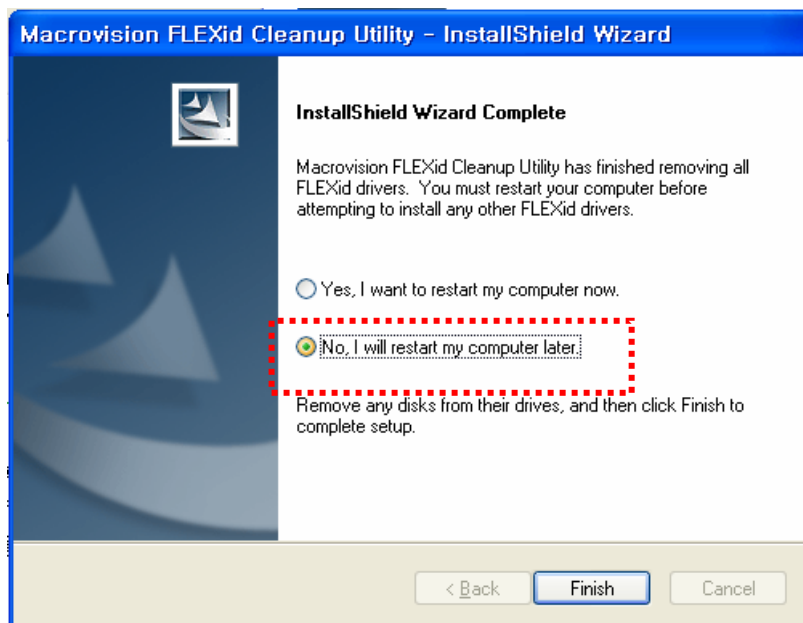 Macrovision FLEXid Cleanup Utility - InstallShield Wizard
InstallShield Wizard Complete
Macrovision FLEXid Cleanup Utility has finished removing all
FLEXid drivers. You must restart your computer before
attempting to install any other FLEXid drivers.
Yes, I want to restart my computer now.
No, I will restart my computer later.
Remove any disks from their drives, and then click Finish to
complete setup.
< Back
Finish
Cancel